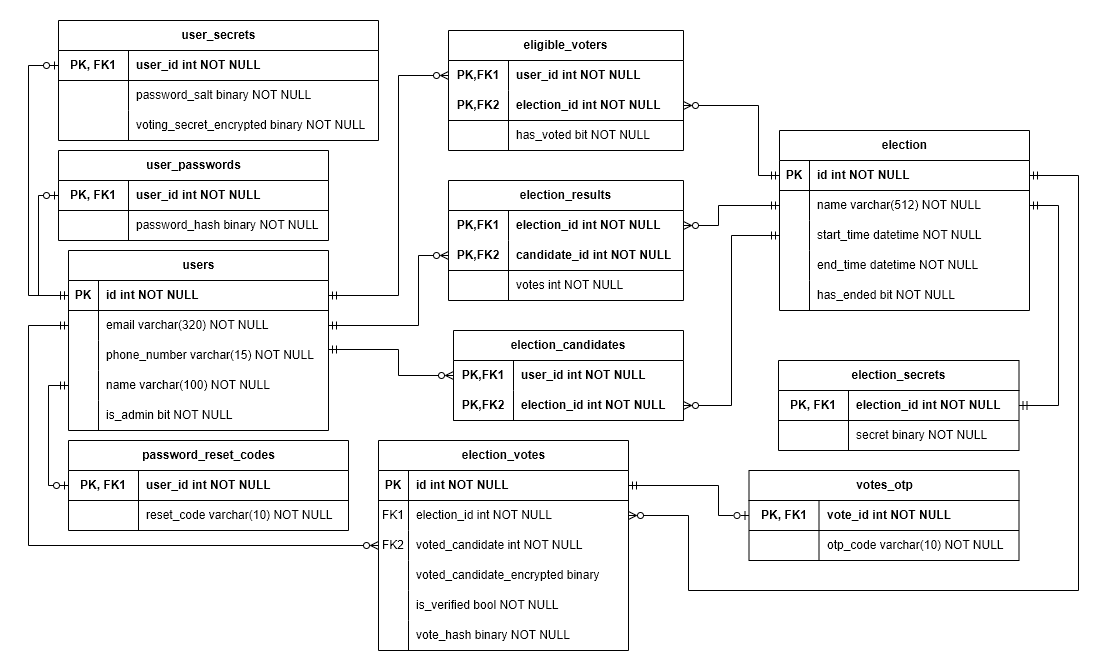 user_secrets
PK, FK1 user_id int NOT NULL
password_salt binary NOT NULL
voting_secret_encrypted binary NOT NULL
user_passwords
PK, FK1 user_id int NOT NULL
password_hash binary NOT NULL
users
PK id int NOT NULL
email varchar(320) NOT NULL
phone_number varchar(15) NOT NULL
name varchar(100) NOT NULL
is_admin bit NOT NULL
password_reset_codes
PK, FK1 user_id int NOT NULL
reset_code varchar(10) NOT NULL
eligible_voters
PK,FK1 user_id int NOT NULL
PK,FK2 election_id int NOT NULL
has_voted bit NOT NULL
election_results
PK,FK1 election_id int NOT NULL
PK,FK2 candidate_id int NOT NULL
votes int NOT NULL
election_candidates
PK,FK1 user_id int NOT NULL
PK,FK2 election_id int NOT NULL
election_votes
PK id int NOT NULL
FK1 election_id int NOT NULL
FK2 voted_candidate int NOT NULL
voted_candidate_encrypted binary
is_verified bool NOT NULL
vote_hash binary NOT NULL
election
PK id int NOT NULL
name varchar(512) NOT NULL
start_time datetime NOT NULL
end_time datetime NOT NULL
has_ended bit NOT NULL
election_secrets
PK, FK1 election_id int NOT NULL
secret binary NOT NULL
votes_otp
PK, FK1 vote_id int NOT NULL
otp_code varchar(10) NOT NULL